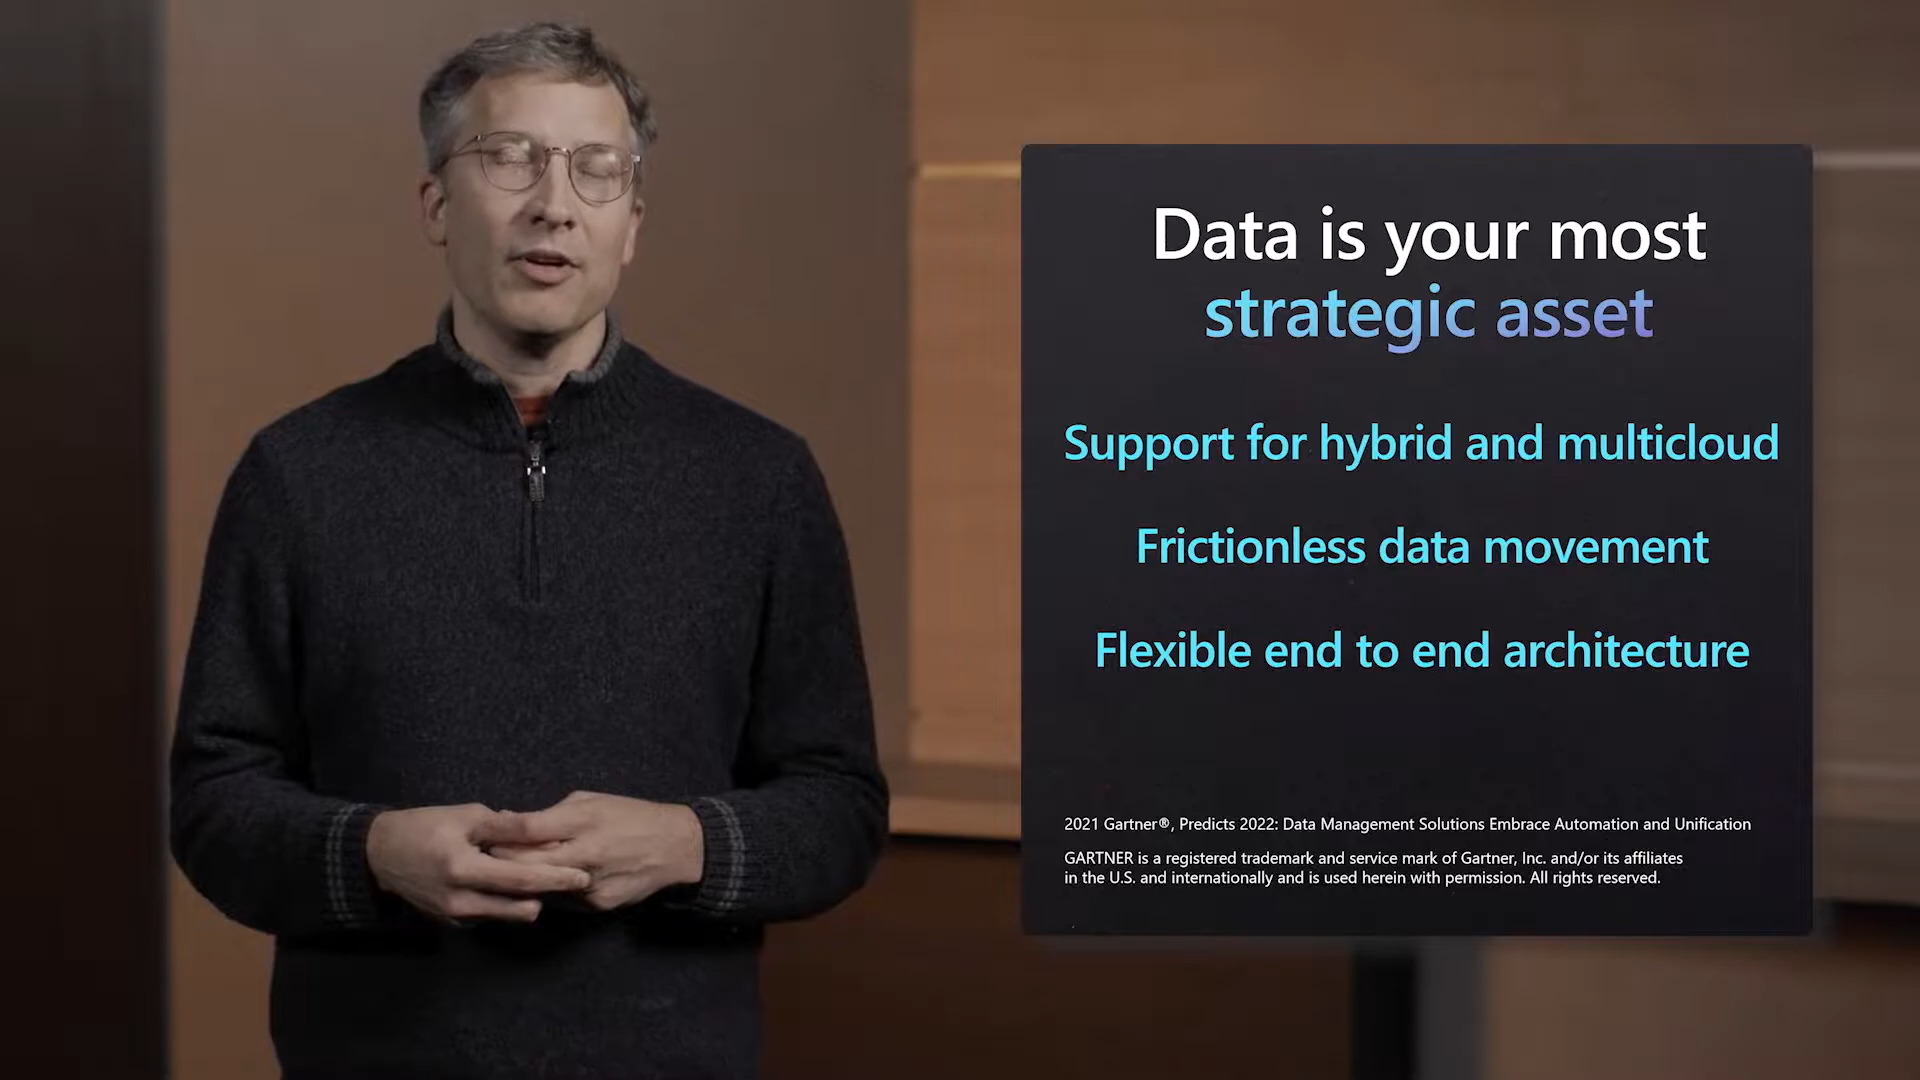 Data is your most
strategic asset
Support for hybrid and multicloud
Frictionless data movement
Flexible end to end architecture
2021 Gartner®, Predicts 2022: Data Management Solutions Embrace Automation and Unification
GARTNER is a registered trademark and service mark of Gartner, Inc. and/or its affiliates
in the U.S. and internationally and is used herein with permission. All rights reserved.